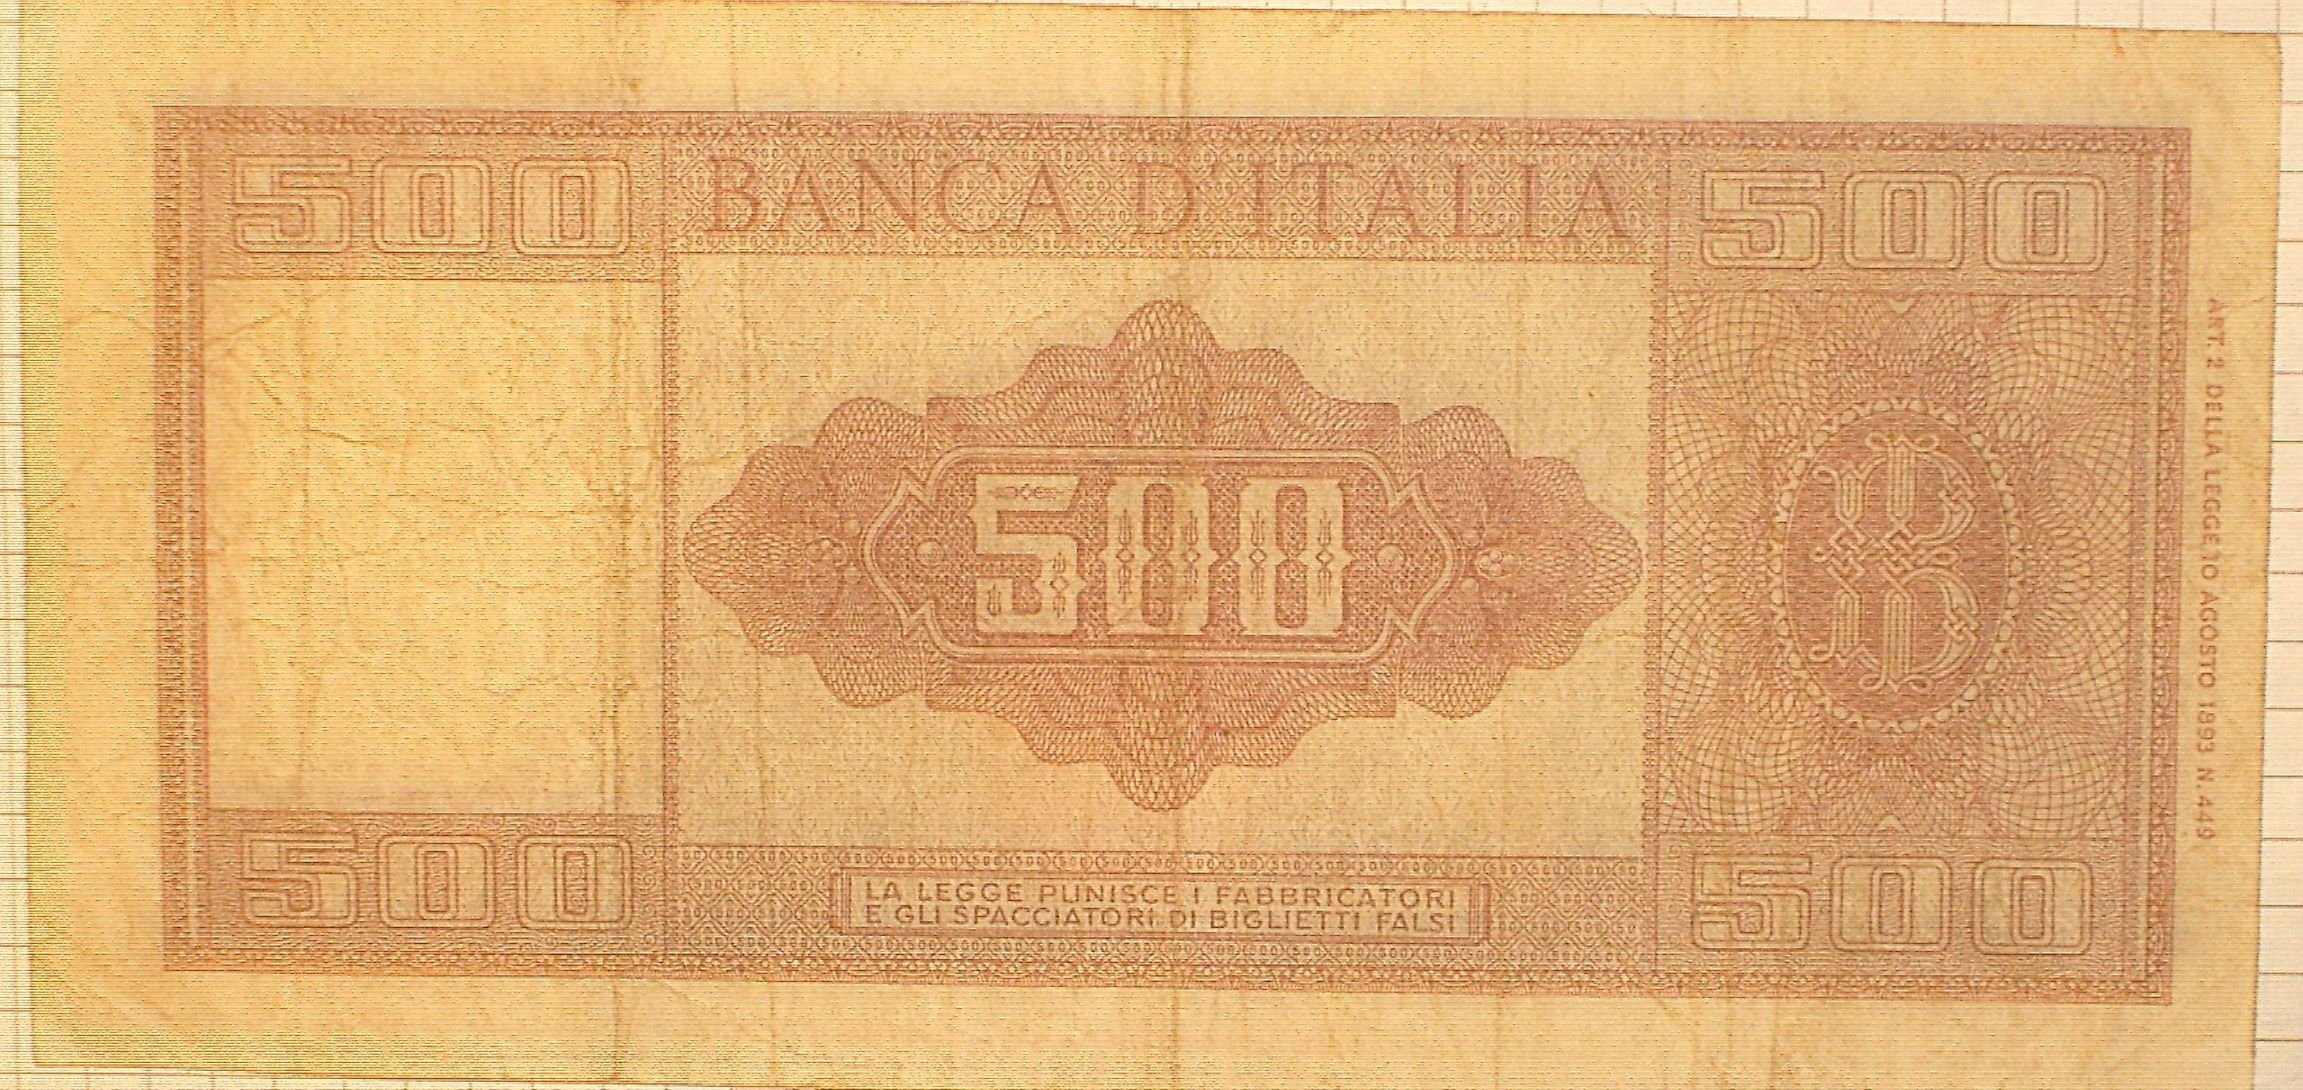 500 BANCA D'ITALIA 500
500
B
ART. 2 DELLA LEGGE 10 AGOSTO 1893 N. 449
500 500
LA LEGGE PUNISCE I FABBRICATORI
E GLI SPACCIATORI DI BIGLIETTI FALSI